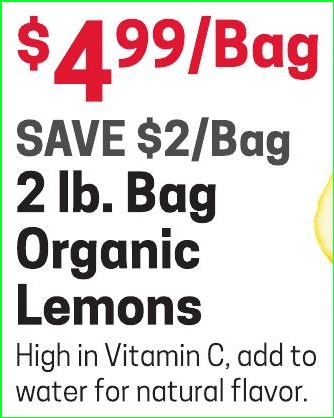 $4.99/Bag
SAVE $2/Bag
2 lb. Bag
Organic
Lemons
High in Vitamin C, add to
water for natural flavor.